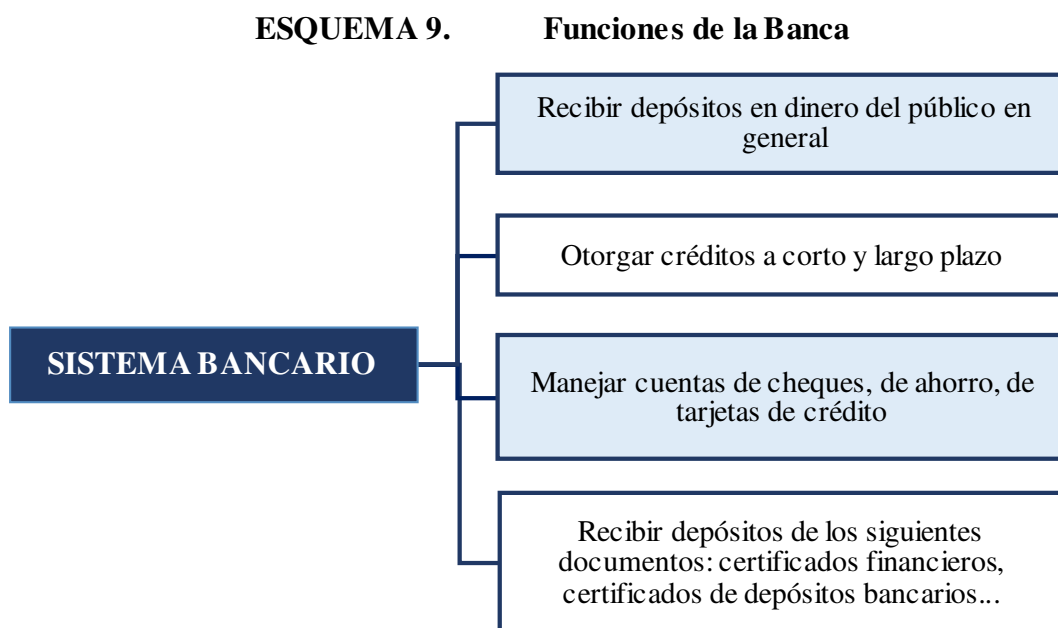 ESQUEMA 9. Funciones de la Banca
Recibir depósitos en dinero del público en
general
Otorgar créditos a corto y largo plazo
SISTEMA BANCARIO
Manejar cuentas de cheques, de ahorro, de
tarjetas de crédito
Recibir depósitos de los siguientes
documentos: certificados financieros,
certificados de depósitos bancarios...